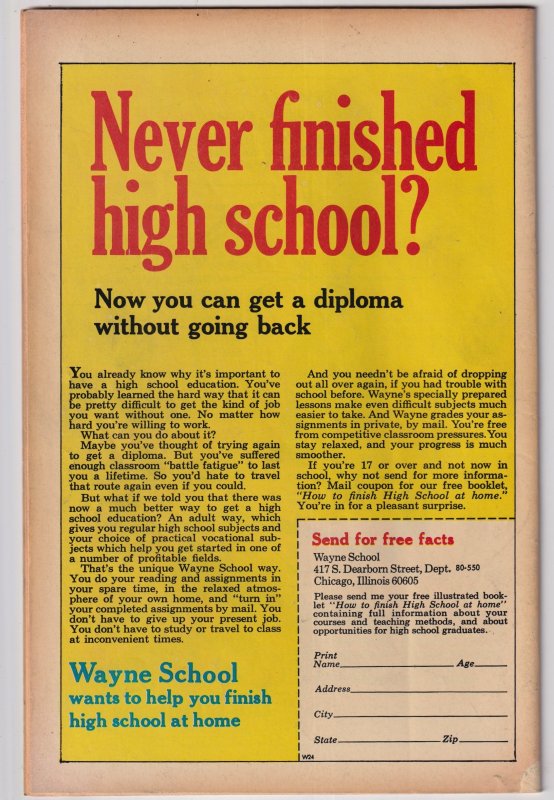 Never finished
high school?
Now you can get a diploma
without going back
You already know why it's important to
have a high school education. You've
probably learned the hard way that it can
be pretty difficult to get the kind of job
you want without one. No matter how
hard you're willing to work.
What can you do about it?
Maybe you've thought of trying again
to get a diploma. But you've suffered
enough classroom "battle fatigue" to last
you a lifetime. So you'd hate to travel
that route again even if you could.
But what if we told you that there was
now a much better way to get a high
school education? An adult way, which
gives you regular high school subjects and
your choice of practical vocational sub-
jects which help you get started in one of
a number of profitable fields.
That's the unique Wayne School way.
You do your reading and assignments in
your spare time, in the relaxed atmos-
phere of your own home, and "turn in"
your completed assignments by mail. You
don't have to give up your present job.
You don't have to study or travel to class
at inconvenient times.
Wayne School
wants to help you finish
high school at home
And you needn't be afraid of dropping
out all over again, if you had trouble with
school before. Wayne's specially prepared
lessons make even difficult subjects much
easier to take. And Wayne grades your as-
signments in private, by mail. You're free
from competitive classroom pressures. You
stay relaxed, and your progress is much
smoother.
If you're 17 or over and not now in
school, why not send for more informa-
tion? Mail coupon for our free booklet,
"How to finish High School at home."
You're in for a pleasant surprise.
Send for free facts
Wayne School
417 S. Dearborn Street, Dept. 80-550
Chicago, Illinois 60605
Please send me your free illustrated book-
let "How to finish High School at home"
containing full information about your
courses and teaching methods, and about
opportunities for high school graduates.
Print
Name Age
Address
City
State Zip
W24